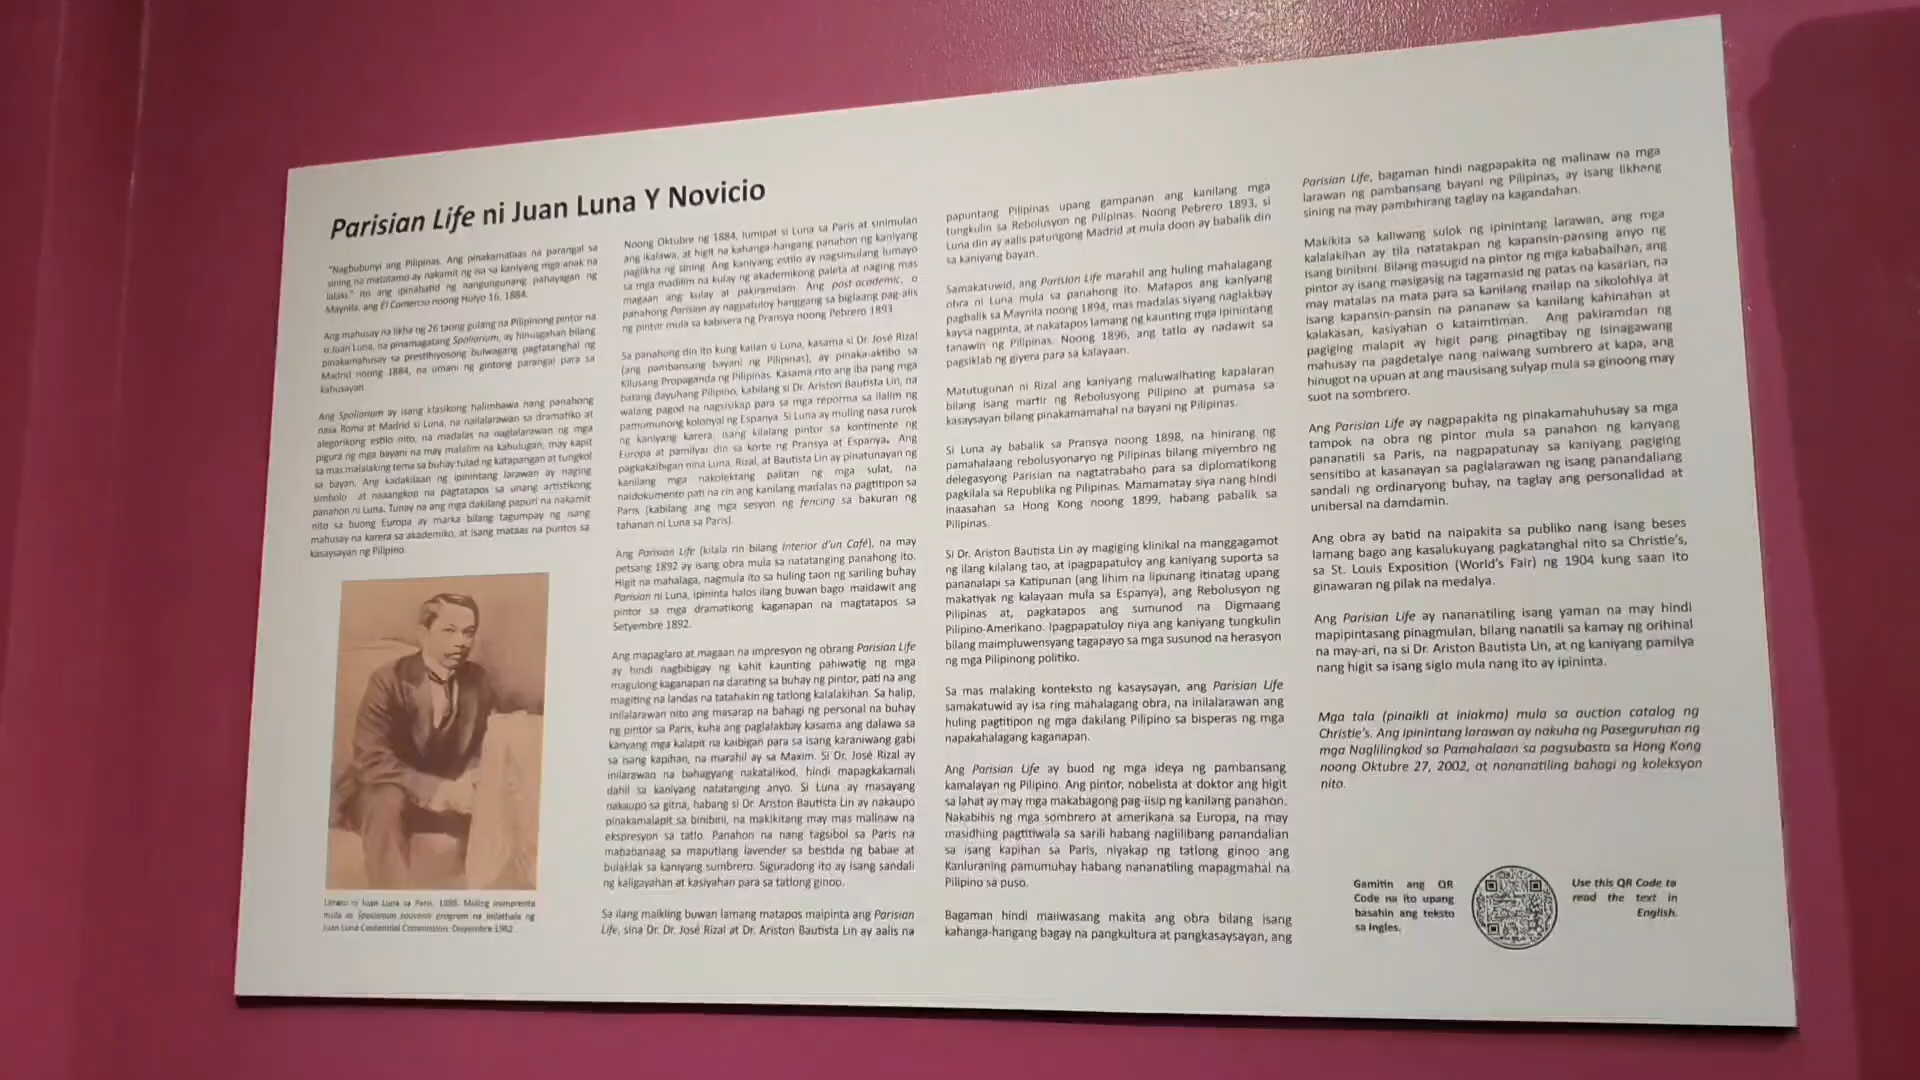 Parisian Life ni Juan Luna Y Novicio
"Nagbubunyi ang Pilipinas. Ang pinakamataas na parangal sa
sining na matatamo ay nakamit ng isa sa kaniyang mga anak na
lalaki." Ito ang ipinabatid ng nangungunang pahayagan ng
Maynila, ang El Comercio noong Hulyo 16, 1884.
Ang mahusay na likha ng 26 taong gulang na Pilipinong pintor na
si Juan Luna, na pinamagatang Spoliarium, ay hinusgahan bilang
pinakamahusay sa prestihiyosong bulwagang pagtatanghal ng
Madrid noong 1884, na umani ng gintong parangal para sa
kahusayan.
Ang Spoliarium ay isang klasikong halimbawa nang panahong
nasa Roma at Madrid si Luna, na nailalarawan sa dramatiko at
alegorikong estilo nito, na madalas na naglalarawan ng mga
pigura ng mga bayani na may malalim na kahulugan, may kapit
sa mas malalaking tema sa buhay tulad ng katapangan at tungkol
sa bayan. Ang kadakilaan ng ipinintang larawan ay naging
simbolo at naaangkop na pagtatapos sa unang artistikong
panahon ni Luna. Tunay na ang mga dakilang papuri na nakamit
nito sa buong Europa ay marka bilang tagumpay ng isang
mahusay na karera sa akademiko, at isang mataas na puntos sa
kasaysayan ng Pilipino.
Litrato ni Juan Luna sa Paris,
Muling inimprenta
mula sa Spoliarium souvenir program na inilathala ng
Juan Luna Centennial Commission, Disyembre
Noong Oktubre ng 1884, lumipat si Luna sa Paris at sinimulan
ang ikalawa, at higit na kahanga-hangang panahon ng kaniyang
paglikha ng sining. Ang kaniyang estilo ay nagsimulang lumayo
sa mga madilim na kulay ng akademikong paleta at naging mas
magaan ang kulay at pakiramdam. Ang post academic, o
panahong Parisian ay nagpatuloy hanggang sa biglaang pag-alis
ng pintor mula sa kabisera ng Pransya noong Pebrero 1893.
Sa panahong din ito kung kailan si Luna, kasama si Dr. José Rizal
(ang pambansang bayani ng Pilipinas), ay pinaka-aktibo sa
Kilusang Propaganda ng Pilipinas. Kasama rito ang iba pang mga
batang dayuhang Pilipino, kabilang si Dr. Ariston Bautista Lin, na
walang pagod na nagsisikap para sa mga reporma sa ilalim ng
pamumunong kolonyal ng Espanya. Si Luna ay muling nasa rurok
ng kaniyang karera, isang kilalang pintor sa kontinente ng
Europa at pamilyar din sa korte ng Pransya at Espanya. Ang
pagkakaibigan nina Luna, Rizal, at Bautista Lin ay pinatunayan ng
kanilang mga nakolektang palitan ng mga sulat, na
naidokumento pati na rin ang kanilang madalas na pagtitipon sa
Paris (kabilang ang mga sesyon ng fencing sa bakuran ng
tahanan ni Luna sa Paris).
Ang Parisian Life (kilala rin bilang Interior d'un Café), na may
petsang 1892 ay isang obra mula sa natatanging panahong ito.
Higit na mahalaga, nagmula ito sa huling taon ng sariling buhay
Parisian ni Luna, ipininta halos ilang buwan bago maidawit ang
pintor sa mga dramatikong kaganapan na magtatapos sa
Setyembre 1892.
Ang mapaglaro at magaan na impresyon ng obrang Parisian Life
ay hindi nagbibigay ng kahit kaunting pahiwatig ng mga
magulong kaganapan na darating sa buhay ng pintor, pati na ang
magiting na landas na tatahakin ng tatlong kalalakihan. Sa halip,
inilalarawan nito ang masarap na bahagi ng personal na buhay
ng pintor sa Paris, kuha ang paglalakbay kasama ang dalawa sa
kanyang mga kalapit na kaibigan para sa isang karaniwang gabi
sa isang kapihan, na marahil ay sa Maxim. Si Dr. José Rizal ay
inilarawan na bahagyang nakatalikod, hindi mapagkakamali
dahil sa kaniyang natatanging anyo. Si Luna ay masayang
nakaupo sa gitna, habang si Dr. Ariston Bautista Lin ay nakaupo
pinakamalapit sa binibini, na makikitang may mas malinaw na
ekspresyon sa tatlo. Panahon na nang tagsibol sa Paris na
mababanaag sa maputlang lavender sa bestida ng babae at
bulaklak sa kaniyang sumbrero. Siguradong ito ay isang sandali
ng kaligayahan at kasiyahan para sa tatlong ginoo.
Sa ilang maikling buwan lamang matapos maipinta ang Parisian
Life, sina Dr. Dr. José Rizal at Dr. Ariston Bautista Lin ay aalis na
papuntang Pilipinas upang gampanan ang kanilang mga
tungkulin sa Rebolusyon ng Pilipinas. Noong Pebrero 1893, si
Luna din ay aalis patungong Madrid at mula doon ay babalik din
sa kaniyang bayan.
Samakatuwid, ang Parisian Life marahil ang huling mahalagang
obra ni Luna mula sa panahong ito. Matapos ang kaniyang
pagbalik sa Maynila noong 1894, mas madalas siyang naglakbay
kaysa nagpinta, at nakatapos lamang ng kaunting mga ipinintang
tanawin ng Pilipinas. Noong 1896, ang tatlo ay nadawit sa
pagsiklab ng giyera para sa kalayaan.
Matutugunan ni Rizal ang kaniyang maluwalhating kapalaran
bilang isang martir ng Rebolusyong Pilipino at pumasa sa
kasaysayan bilang pinakamamahal na bayani ng Pilipinas.
Si Luna ay babalik sa Pransya noong 1898, na hinirang ng
pamahalaang rebolusyonaryo ng Pilipinas bilang miyembro ng
delegasyong Parisian na nagtatrabaho para sa diplomatikong
pagkilala sa Republika ng Pilipinas. Mamamatay siya nang hindi
inaasahan sa Hong Kong noong 1899, habang pabalik sa
Pilipinas.
Si Dr. Ariston Bautista Lin ay magiging klinikal na manggagamot
ng ilang kilalang tao, at ipagpapatuloy ang kaniyang suporta sa
pananalapi sa Katipunan (ang lihim na lipunang itinatag upang
makatiyak ng kalayaan mula sa Espanya), ang Rebolusyon ng
Pilipinas at, pagkatapos ang sumunod na Digmaang
Pilipino-Amerikano. Ipagpapatuloy niya ang kaniyang tungkulin
bilang maimpluwensyang tagapayo sa mga susunod na herasyon
ng mga Pilipinong politiko.
Sa mas malaking konteksto ng kasaysayan, ang Parisian Life
samakatuwid ay isa ring mahalagang obra, na inilalarawan ang
huling pagtitipon ng mga dakilang Pilipino sa bisperas ng mga
napakahalagang kaganapan.
Ang Parisian Life ay buod ng mga ideya ng pambansang
kamalayan ng Pilipino. Ang pintor, nobelista at doktor ang higit
sa lahat ay may mga makabagong pag-iisip ng kanilang panahon.
Nakabihis ng mga sombrero at amerikana sa Europa, na may
masidhing pagtitiwala sa sarili habang naglilibang panandalian
sa isang kapihan sa Paris, niyakap ng tatlong ginoo ang
Kanluraning pamumuhay habang nananatiling mapagmahal na
Pilipino sa puso.
Bagaman hindi maiiwasang makita ang obra bilang isang
kahanga-hangang bagay na pangkultura at pangkasaysayan, ang
Parisian Life, bagaman hindi nagpapakita ng malinaw na mga
larawan ng pambansang bayani ng Pilipinas, ay isang likhang
sining na may pambihirang taglay na kagandahan.
Makikita sa kaliwang sulok ng ipinintang larawan, ang mga
kalalakihan ay tila natatakpan ng kapansin-pansing anyo ng
isang binibini. Bilang masugid na pintor ng mga kababaihan, ang
pintor ay isang masigasig na tagamasid ng patas na kasarian, na
may matalas na mata para sa kanilang mailap na sikolohiya at
isang kapansin-pansin na pananaw sa kanilang kahinahan at
kalakasan, kasiyahan o kataimtiman. Ang pakiramdam ng
pagiging malapit ay higit pang pinagtibay ng isinagawang
mahusay na pagdetalye nang naiwang sumbrero at kapa, ang
hinugot na upuan at ang mausisang sulyap mula sa ginoong may
suot na sombrero.
Ang Parisian Life ay nagpapakita ng pinakamahuhusay sa mga
tampok na obra ng pintor mula sa panahon ng kanyang
pananatili sa Paris, na nagpapatunay sa kaniyang pagiging
sensitibo at kasanayan sa paglalarawan ng isang panandaliang
sandali ng ordinaryong buhay, na taglay ang personalidad at
unibersal na damdamin.
Ang obra ay batid na naipakita sa publiko nang isang beses
lamang bago ang kasalukuyang pagkatanghal nito sa Christie's,
sa St. Louis Exposition (World's Fair) ng 1904 kung saan ito
ginawaran ng pilak na medalya.
Ang Parisian Life ay nananatiling isang yaman na may hindi
mapipintasang pinagmulan, bilang nanatili sa kamay ng orihinal
na may-ari, na si Dr. Ariston Bautista Lin, at ng kaniyang pamilya
nang higit sa isang siglo mula nang ito ay ipininta.
Mga tala (pinaikli at iniakma) mula sa auction catalog ng
Christie's. Ang ipinintang larawan ay nakuha ng Paseguruhan ng
mga Naglilingkod sa Pamahalaan sa pagsubasta sa Hong Kong
noong Oktubre 27, 2002, at nananatiling bahagi ng koleksyon
nito.
Gamitin ang QR
Code na ito upang
basahin ang teksto
sa Ingles.
Use this QR Code to
read the text in
English.